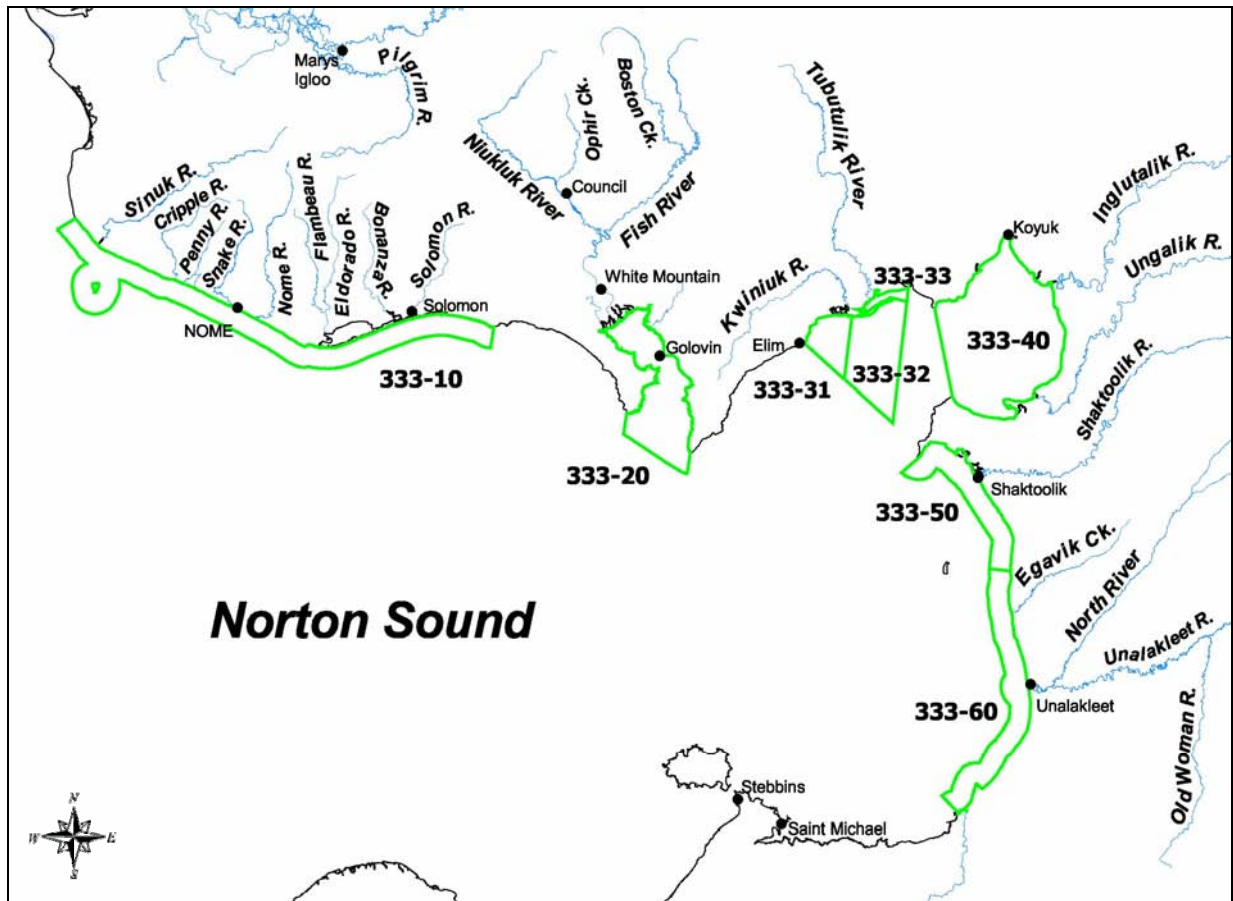 Marys
Igloo
Pilgrim R.
Sinuk R.
Cripple R.
Penny R.
Snake R.
Nome R.
Flambeau R.
Eldorado R.
Bonanza R.
Solomon R.
Solomon
NOME
333-10
Niukluk River
Ophir Ck.
Boston Ck.
Council
Fish River
White Mountain
Golovin
333-20
Kwiniuk R.
Tubutulik River
Elim
333-31
333-32
333-33
Koyuk
333-40
Inglutalik R.
Ungalik R.
Shaktoolik R.
Shaktoolik
333-50
Egavik Ck.
North River
Unalakleet R.
Unalakleet
333-60
Old Woman R.
Norton Sound
Stebbins
Saint Michael
N
W
E
S